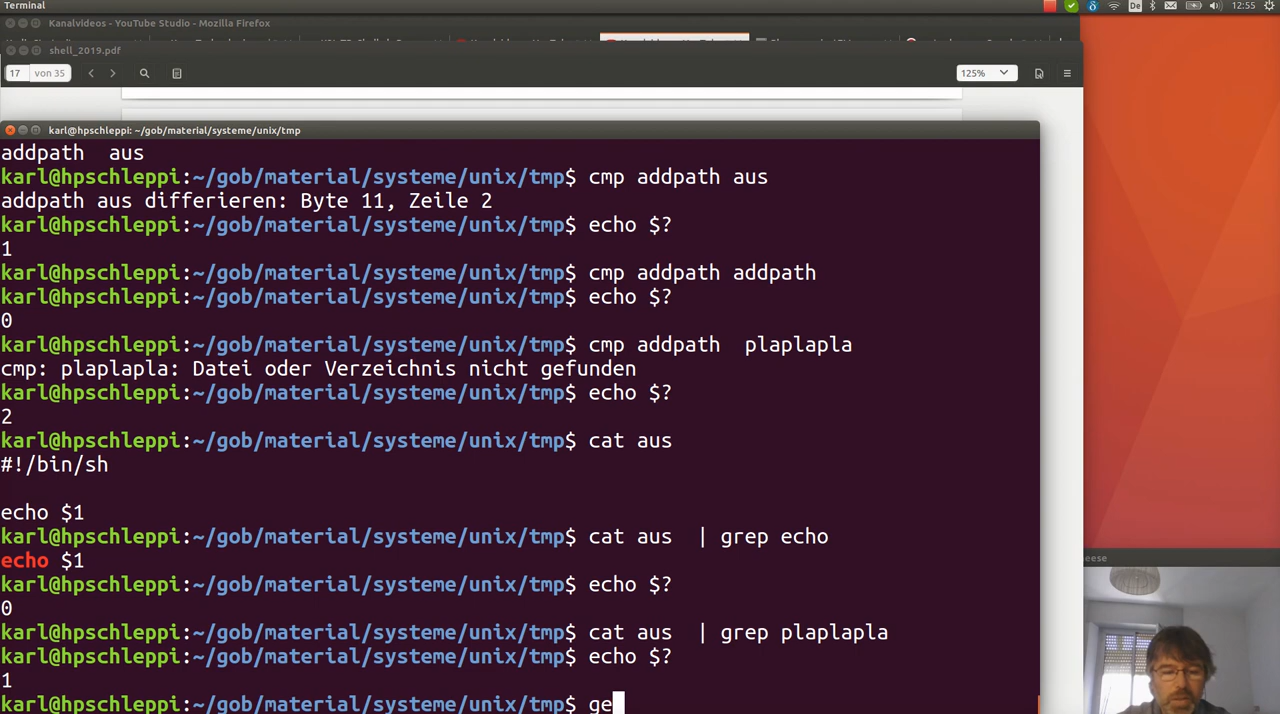 Terminal
De
12:55
Kanalvideos - YouTube Studio - Mozilla Firefox
shell_2019.pdf
17 von 35
125%
karl@hpschleppi: ~/gob/material/systeme/unix/tmp
addpath  aus
karl@hpschleppi:~/gob/material/systeme/unix/tmp$ cmp addpath aus
addpath aus differieren: Byte 11, Zeile 2
karl@hpschleppi:~/gob/material/systeme/unix/tmp$ echo $?
1
karl@hpschleppi:~/gob/material/systeme/unix/tmp$ cmp addpath addpath
karl@hpschleppi:~/gob/material/systeme/unix/tmp$ echo $?
0
karl@hpschleppi:~/gob/material/systeme/unix/tmp$ cmp addpath  plaplapla
cmp: plaplapla: Datei oder Verzeichnis nicht gefunden
karl@hpschleppi:~/gob/material/systeme/unix/tmp$ echo $?
2
karl@hpschleppi:~/gob/material/systeme/unix/tmp$ cat aus
#!/bin/sh
echo $1
karl@hpschleppi:~/gob/material/systeme/unix/tmp$ cat aus  | grep echo
echo $1
karl@hpschleppi:~/gob/material/systeme/unix/tmp$ echo $?
0
karl@hpschleppi:~/gob/material/systeme/unix/tmp$ cat aus  | grep plaplapla
karl@hpschleppi:~/gob/material/systeme/unix/tmp$ echo $?
1
karl@hpschleppi:~/gob/material/systeme/unix/tmp$ ge
eese